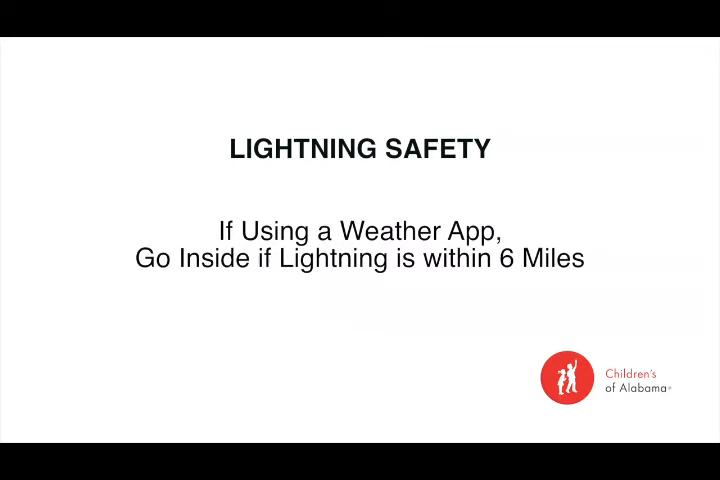 LIGHTNING SAFETY
If Using a Weather App,
Go Inside if Lightning is within 6 Miles
Children's
of Alabama®